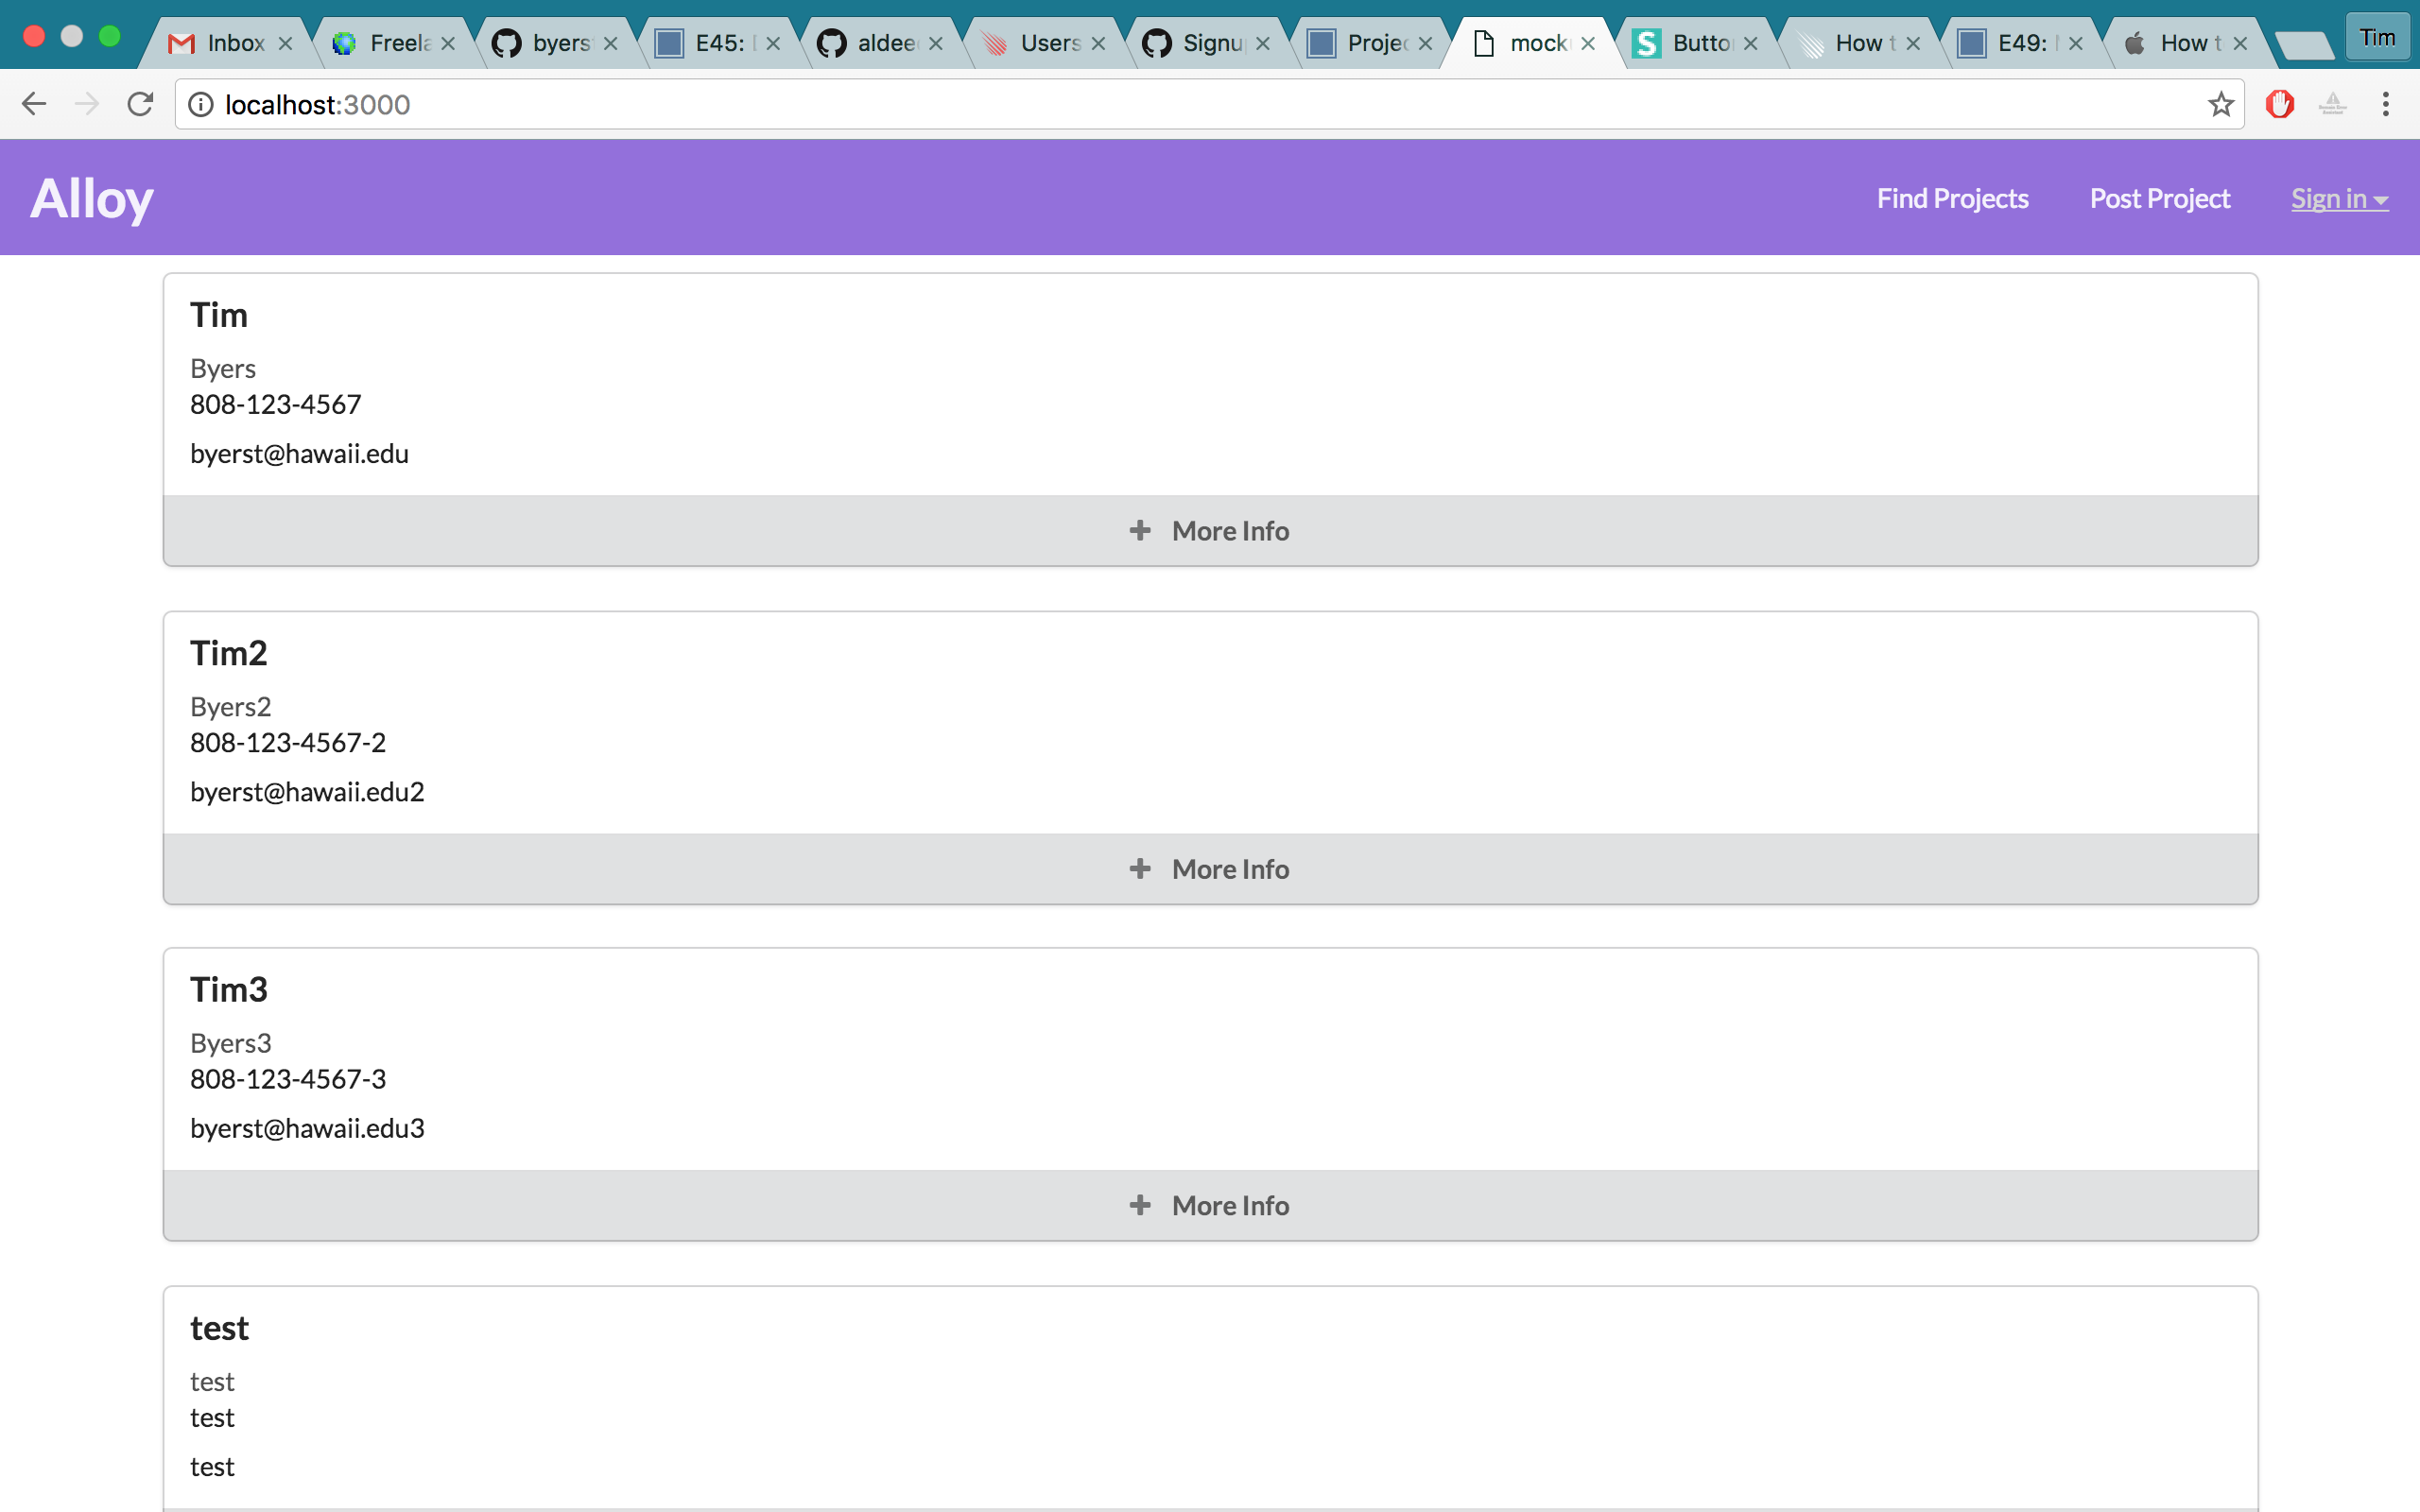 Inbox
Freela
byers
E45:
aldee
Users
Signu
Projec
mock
Butto
How t
E49:
How t
Tim
localhost:3000
Alloy
Find Projects
Post Project
Sign in
Tim
Byers
808-123-4567
byerst@hawaii.edu
More Info
Tim2
Byers2
808-123-4567-2
byerst@hawaii.edu2
More Info
Tim3
Byers3
808-123-4567-3
byerst@hawaii.edu3
More Info
test
test
test
test